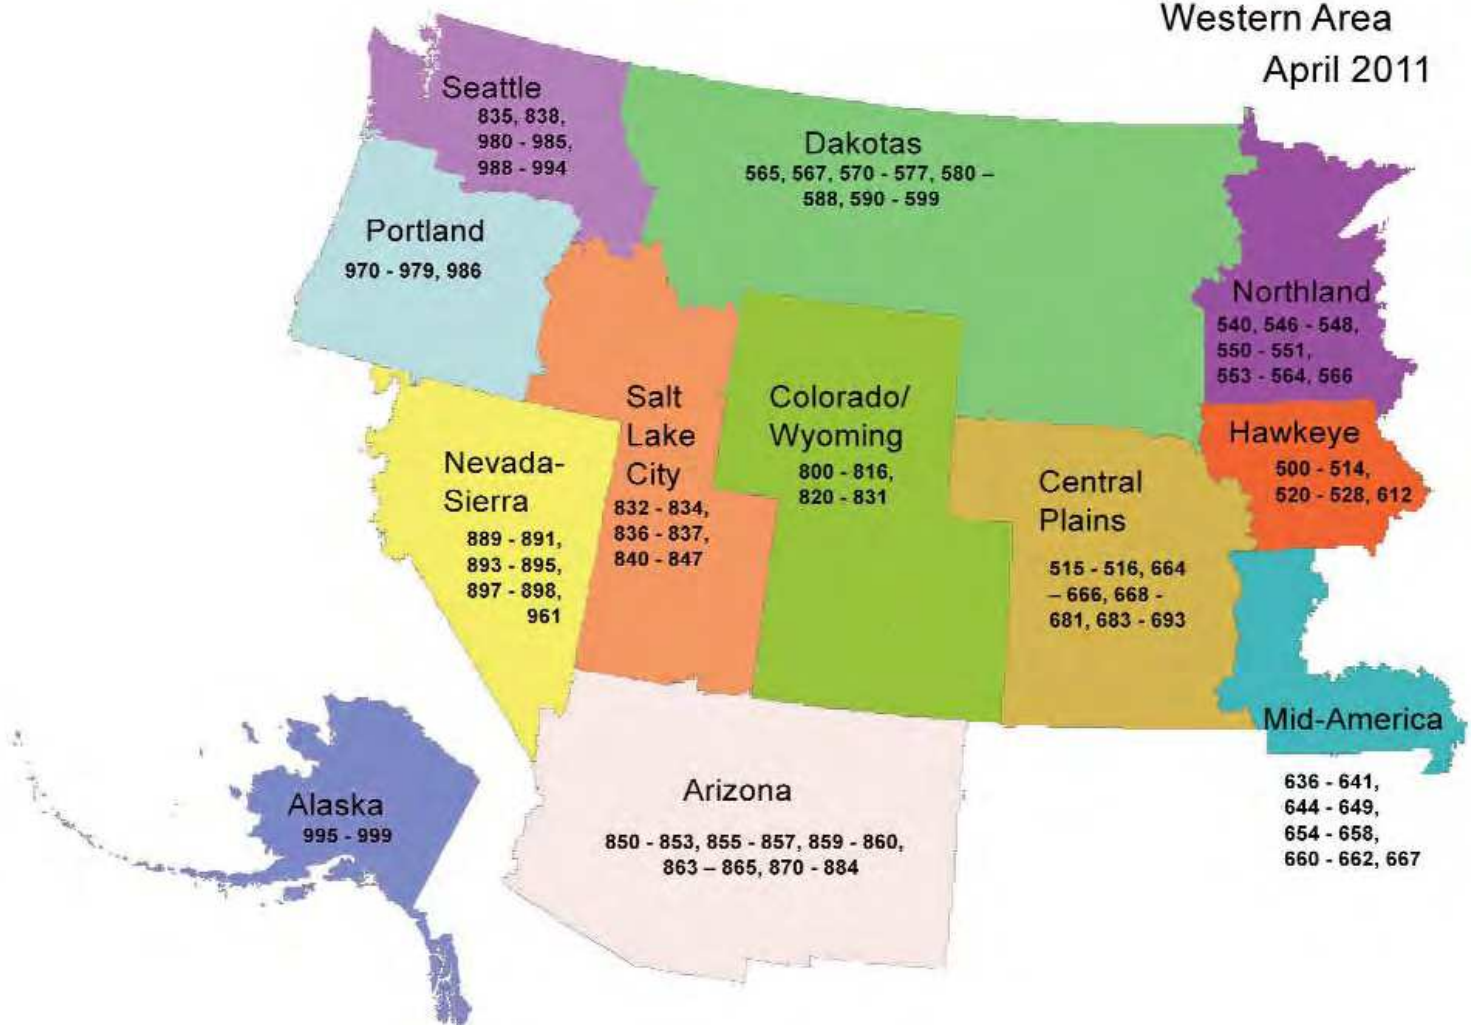 Western Area
April 2011
Seattle
835, 838,
980 - 985,
988 - 994
Dakotas
565, 567, 570 - 577, 580 –
588, 590 - 599
Portland
970 - 979, 986
Northland
540, 546 - 548,
550 - 551,
553 - 564, 566
Salt
Lake
City
832 - 834,
836 - 837,
840 - 847
Colorado/
Wyoming
800 - 816,
820 - 831
Hawkeye
500 - 514,
520 - 528, 612
Nevada-
Sierra
889 - 891,
893 - 895,
897 - 898,
961
Central
Plains
515 - 516, 664
– 666, 668 -
681, 683 - 693
Mid-America
636 - 641,
644 - 649,
654 - 658,
660 - 662, 667
Arizona
850 - 853, 855 - 857, 859 - 860,
863 – 865, 870 - 884
Alaska
995 - 999